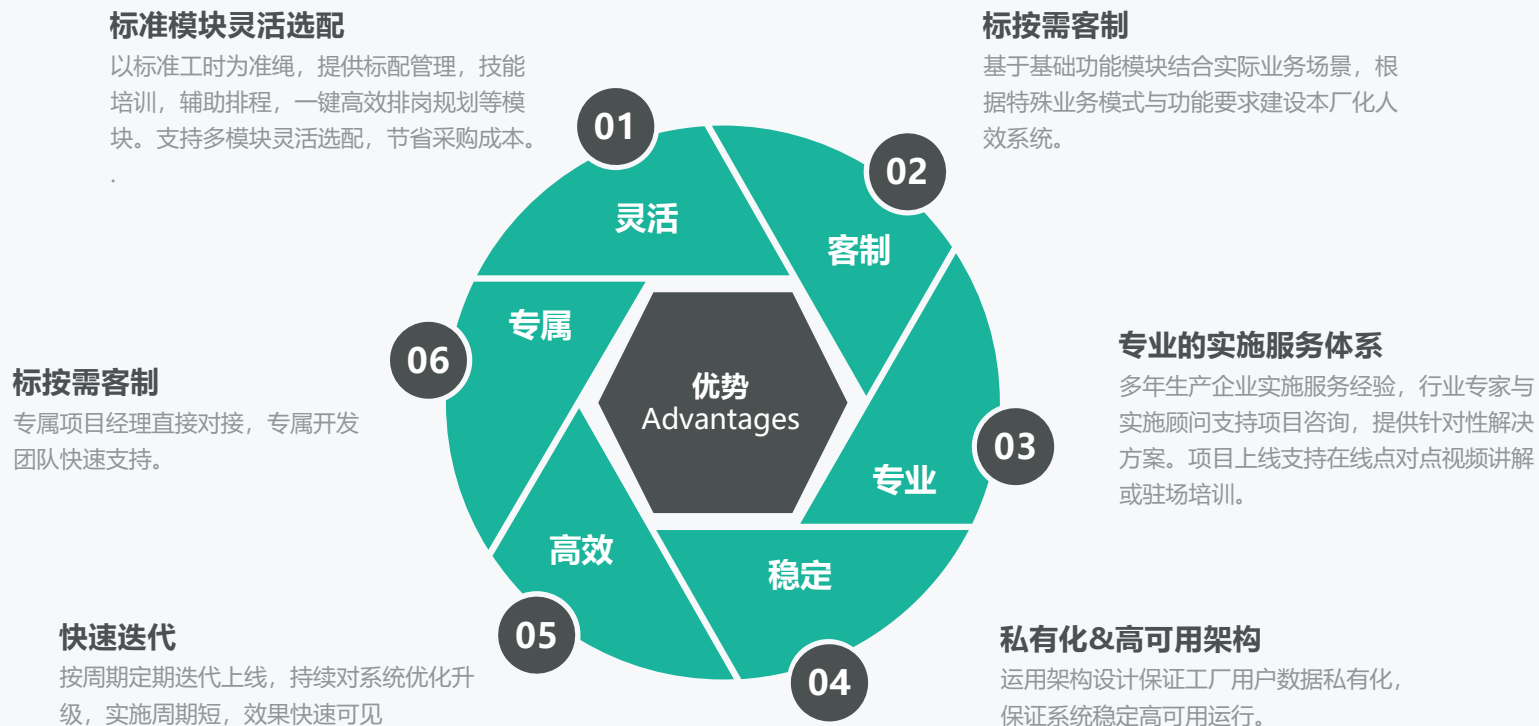 标准模块灵活选配
以标准工时为准绳，提供标配管理，技能
培训，辅助排程，一键高效排岗规划等模
块。支持多模块灵活选配，节省采购成本。
.
标按需客制
基于基础功能模块结合实际业务场景，根
据特殊业务模式与功能要求建设本厂化人
效系统。
01
02
灵活
客制
专属
06
优势
Advantages
标按需客制
专属项目经理直接对接，专属开发
团队快速支持。
专业的实施服务体系
多年生产企业实施服务经验，行业专家与
实施顾问支持项目咨询，提供针对性解决
方案。项目上线支持在线点对点视频讲解
或驻场培训。
03
专业
高效
稳定
05
04
快速迭代
按周期定期迭代上线，持续对系统优化升
级，实施周期短，效果快速可见
私有化&高可用架构
运用架构设计保证工厂用户数据私有化，
保证系统稳定高可用运行。